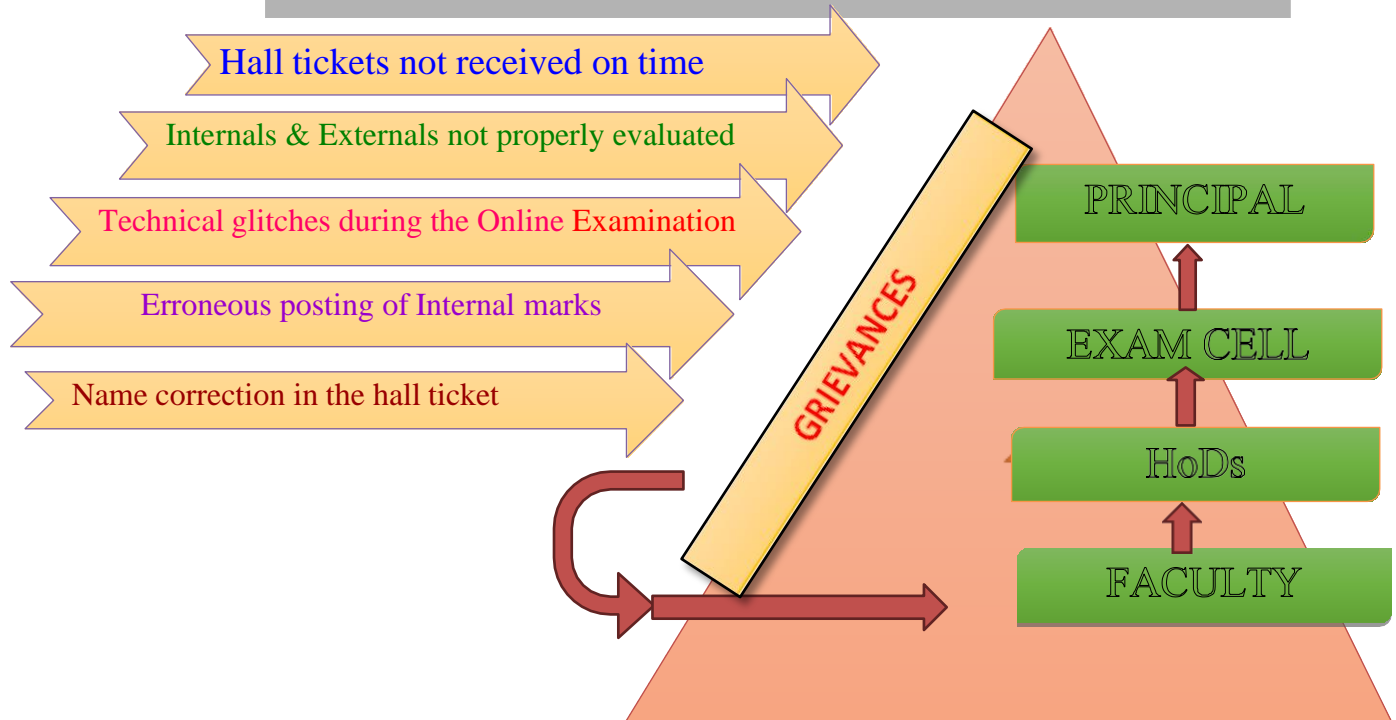 Hall tickets not received on time
Internals & Externals not properly evaluated
Technical glitches during the Online Examination
Erroneous posting of Internal marks
Name correction in the hall ticket
GRIEVANCES
PRINCIPAL
EXAM CELL
HoDs
FACULTY